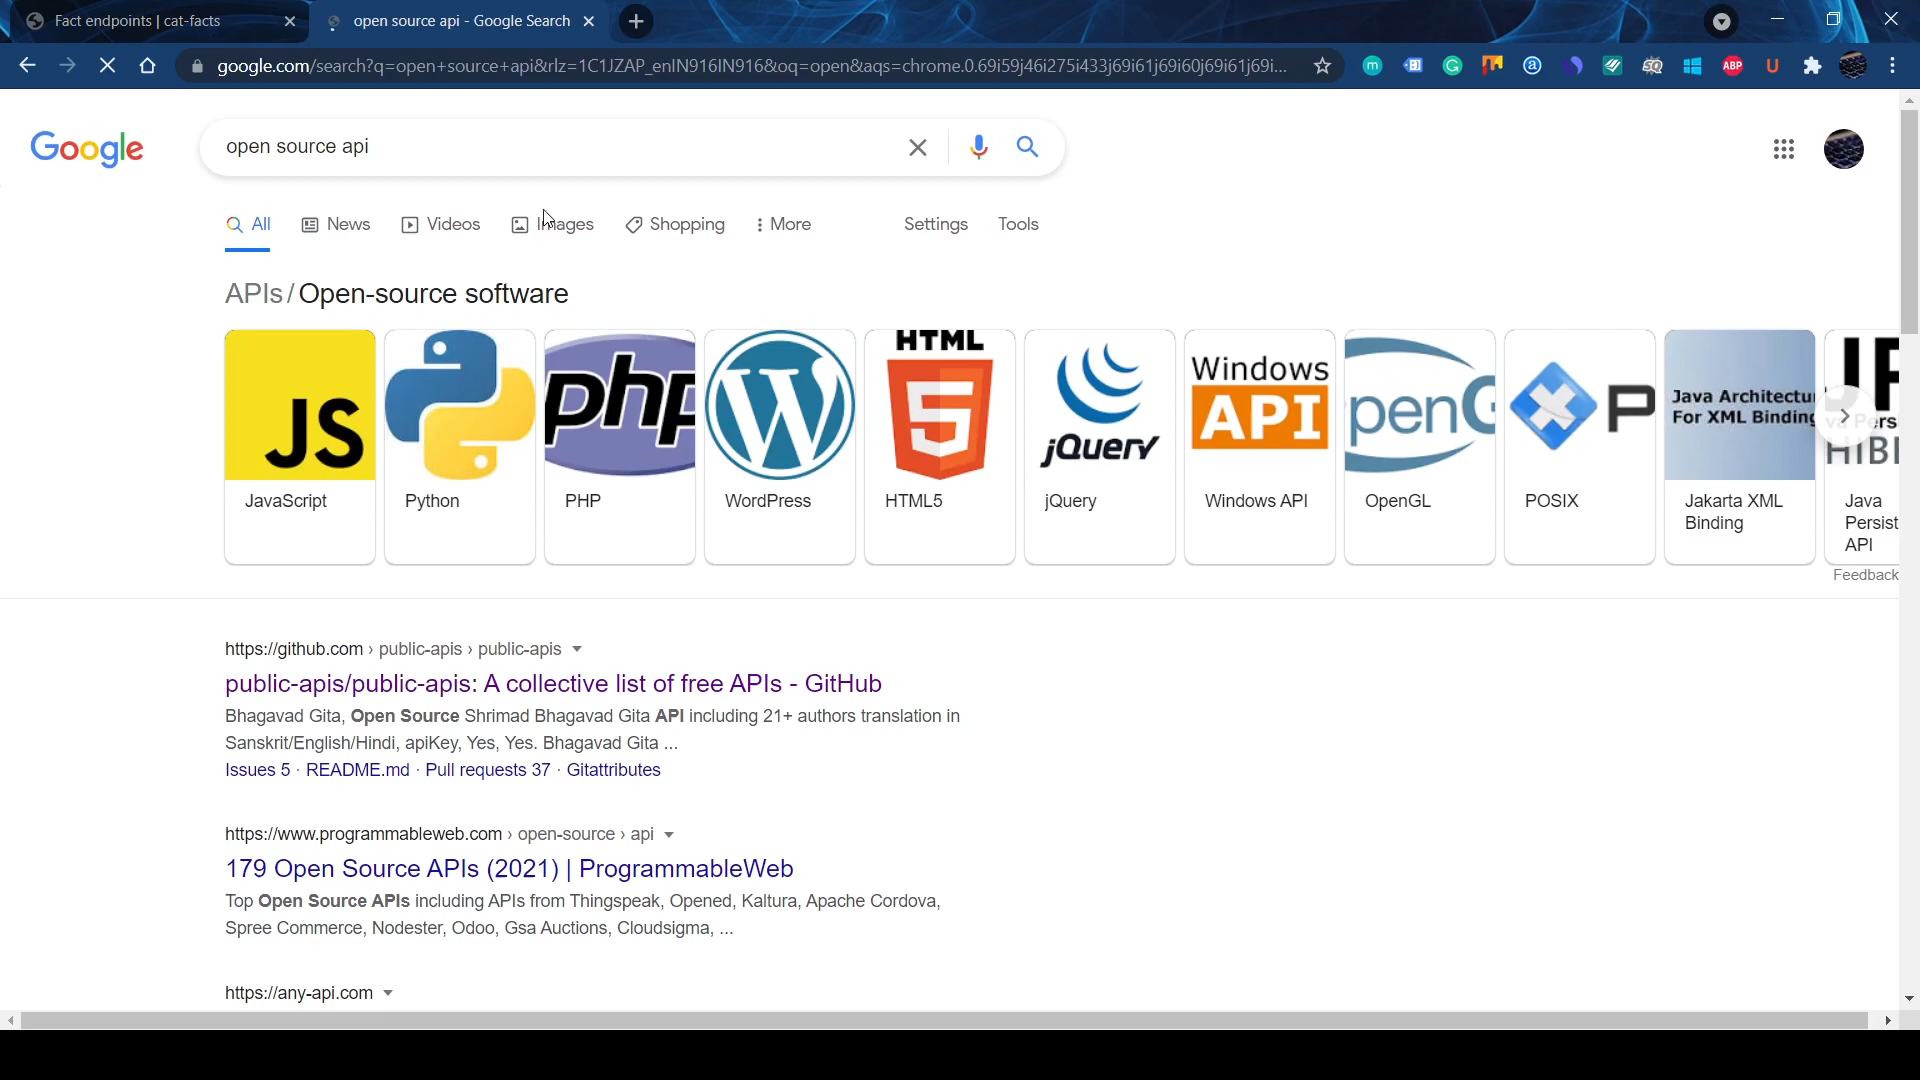 Fact endpoints | cat-facts
open source api - Google Search
google.com/search?q=open+source+api&rlz=1C1JZAP_enIN916IN916&oq=open&aqs=chrome.0.69i59j46i275i433j69i61j69i60j69i61j69i...
Google
open source api
All News Videos Images Shopping More Settings Tools
APIs / Open-source software
JS
php
HTML
5
jQuery
Windows
API
Java Architectu
For XML Binding
JavaScript
Python
PHP
WordPress
HTML5
jQuery
Windows API
OpenGL
POSIX
Jakarta XML
Binding
Java
Persist
API
Feedback
https://github.com › public-apis › public-apis
public-apis/public-apis: A collective list of free APIs - GitHub
Bhagavad Gita, Open Source Shrimad Bhagavad Gita API including 21+ authors translation in
Sanskrit/English/Hindi, apiKey, Yes, Yes. Bhagavad Gita ...
Issues 5 · README.md · Pull requests 37 · Gitattributes
https://www.programmableweb.com › open-source › api
179 Open Source APIs (2021) | ProgrammableWeb
Top Open Source APIs including APIs from Thingspeak, Opened, Kaltura, Apache Cordova,
Spree Commerce, Nodester, Odoo, Gsa Auctions, Cloudsigma, ...
https://any-api.com